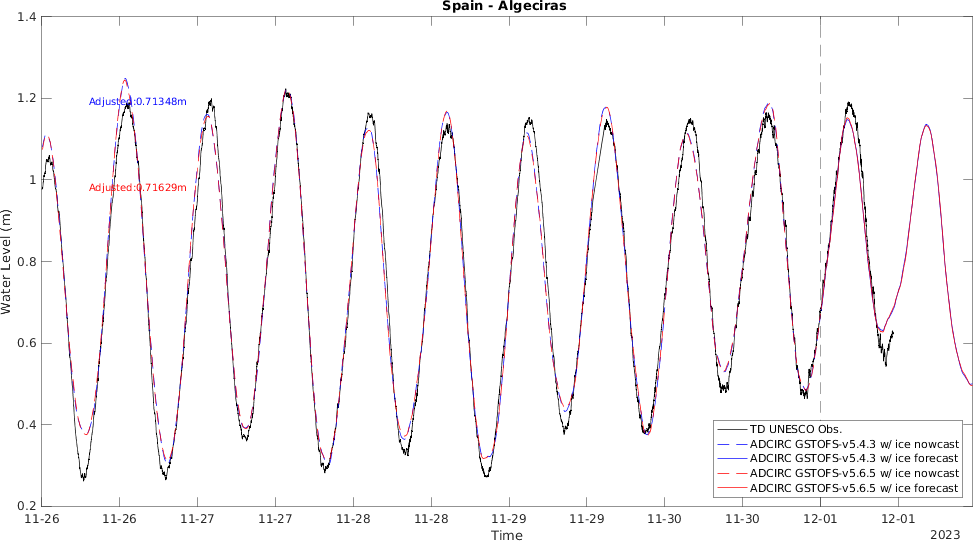 Spain - Algeciras
1.4
1.2
1
0.8
0.6
0.4
0.2
Water Level (m)
Adjusted:0.71348m
Adjusted:0.71629m
TD UNESCO Obs.
ADCIRC GSTOFS-v5.4.3 w/ ice nowcast
ADCIRC GSTOFS-v5.4.3 w/ ice forecast
ADCIRC GSTOFS-v5.6.5 w/ ice nowcast
ADCIRC GSTOFS-v5.6.5 w/ ice forecast
11-26 11-26 11-27 11-27 11-28 11-28 11-29 11-29 11-30 11-30 12-01 12-01
Time
2023